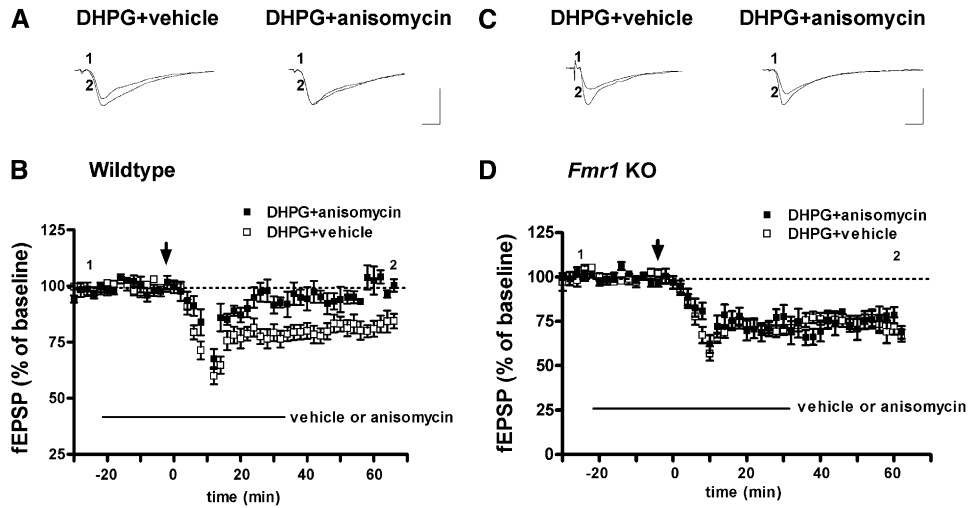 A
DHPG+vehicle
DHPG+anisomycin
1
2
C
DHPG+vehicle
DHPG+anisomycin
1
2
1
2
B
Wildtype
DHPG+anisomycin
DHPG+vehicle
fEPSP (% of baseline)
125
100
75
50
25
1
2
vehicle or anisomycin
-20
0
20
40
60
time (min)
D
Fmr1 KO
DHPG+anisomycin
DHPG+vehicle
fEPSP (% of baseline)
125
100
75
50
25
0
1
2
vehicle or anisomycin
-20
0
20
40
60
time (min)